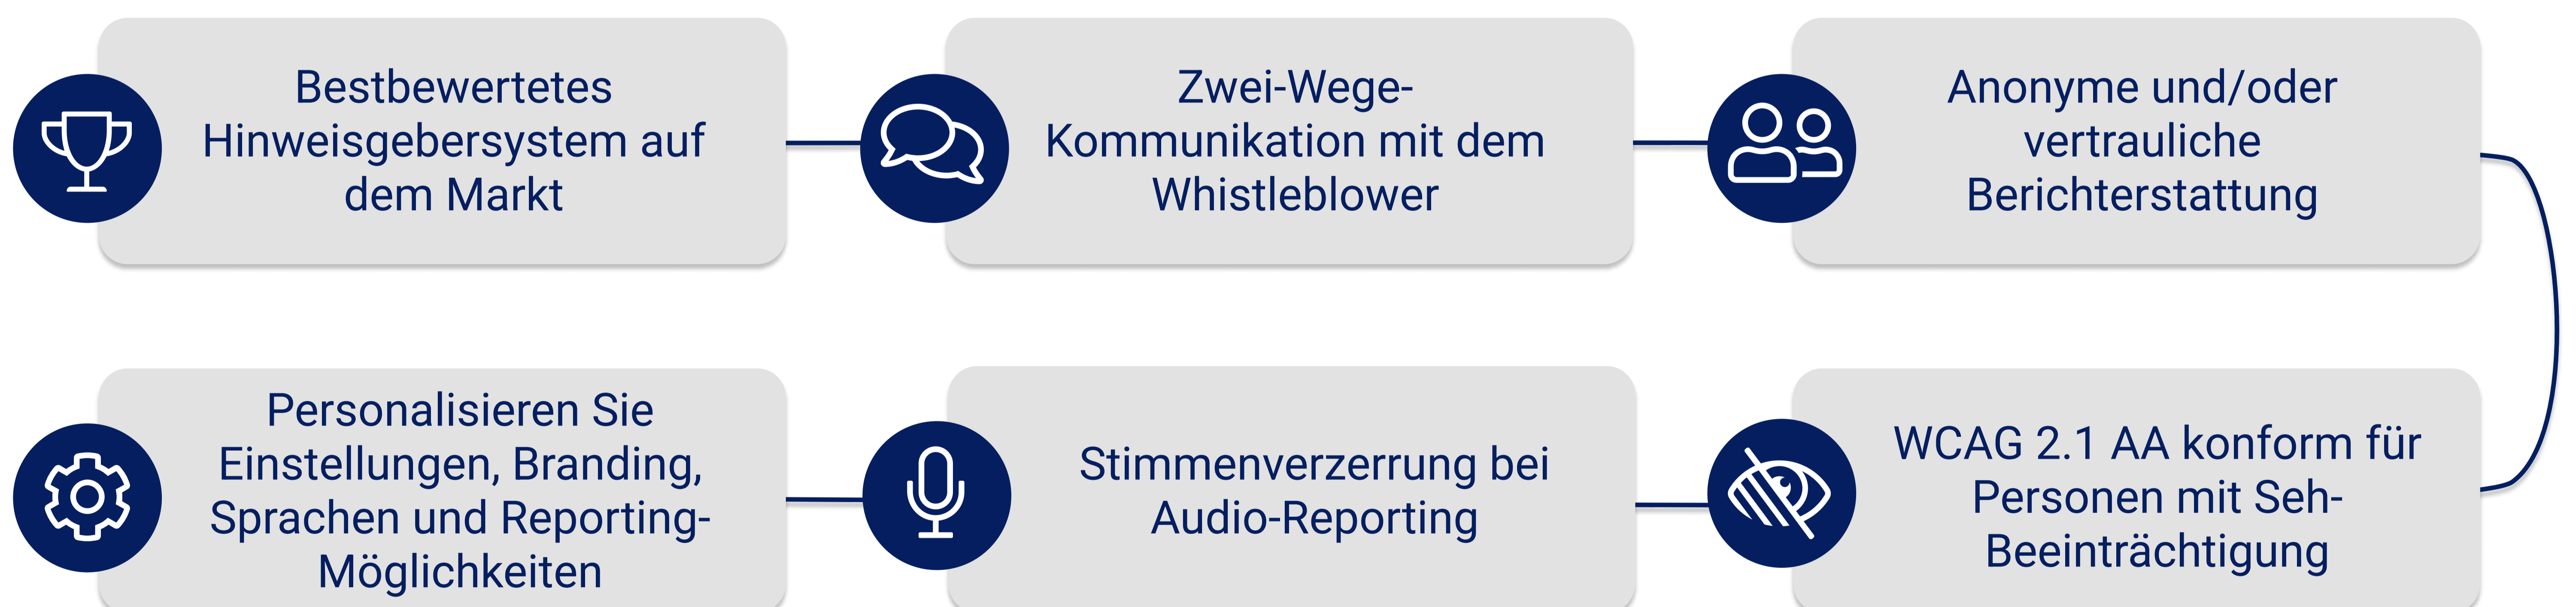 Bestbewertetes
Hinweisgebersystem auf
dem Markt
Zwei-Wege-
Kommunikation mit dem
Whistleblower
Anonyme und/oder
vertrauliche
Berichterstattung
Personalisieren Sie
Einstellungen, Branding,
Sprachen und Reporting-
Möglichkeiten
Stimmenverzerrung bei
Audio-Reporting
WCAG 2.1 AA konform für
Personen mit Seh-
Beeinträchtigung